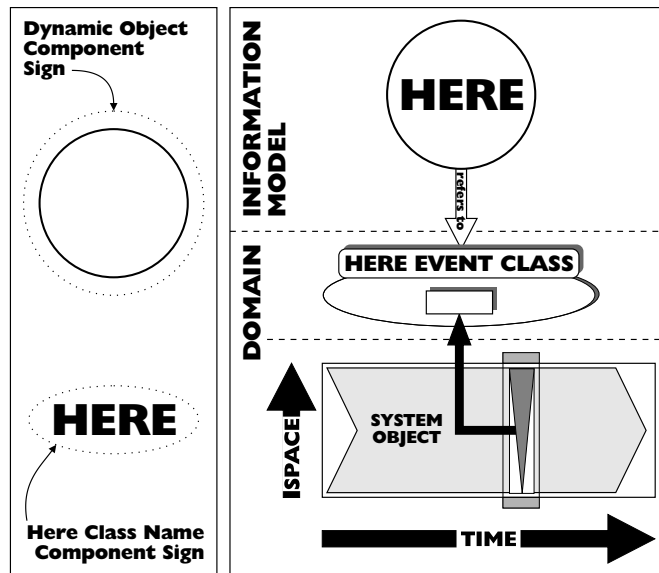 Dynamic Object
Component
Sign
HERE
Here Class Name
Component Sign
INFORMATION
MODEL
HERE
refers to
DOMAIN
HERE EVENT CLASS
SPACE
SYSTEM
OBJECT
TIME